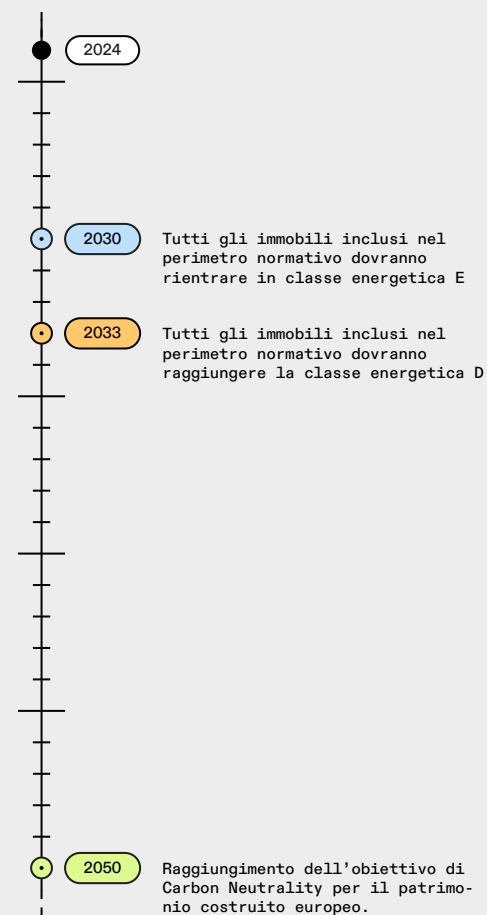 2024
2030
Tutti gli immobili inclusi nel
perimetro normativo dovranno
rientrare in classe energetica E
2033
Tutti gli immobili inclusi nel
perimetro normativo dovranno
raggiungere la classe energetica D
2050
Raggiungimento dell'obiettivo di
Carbon Neutrality per il patrimo-
nio costruito europeo.